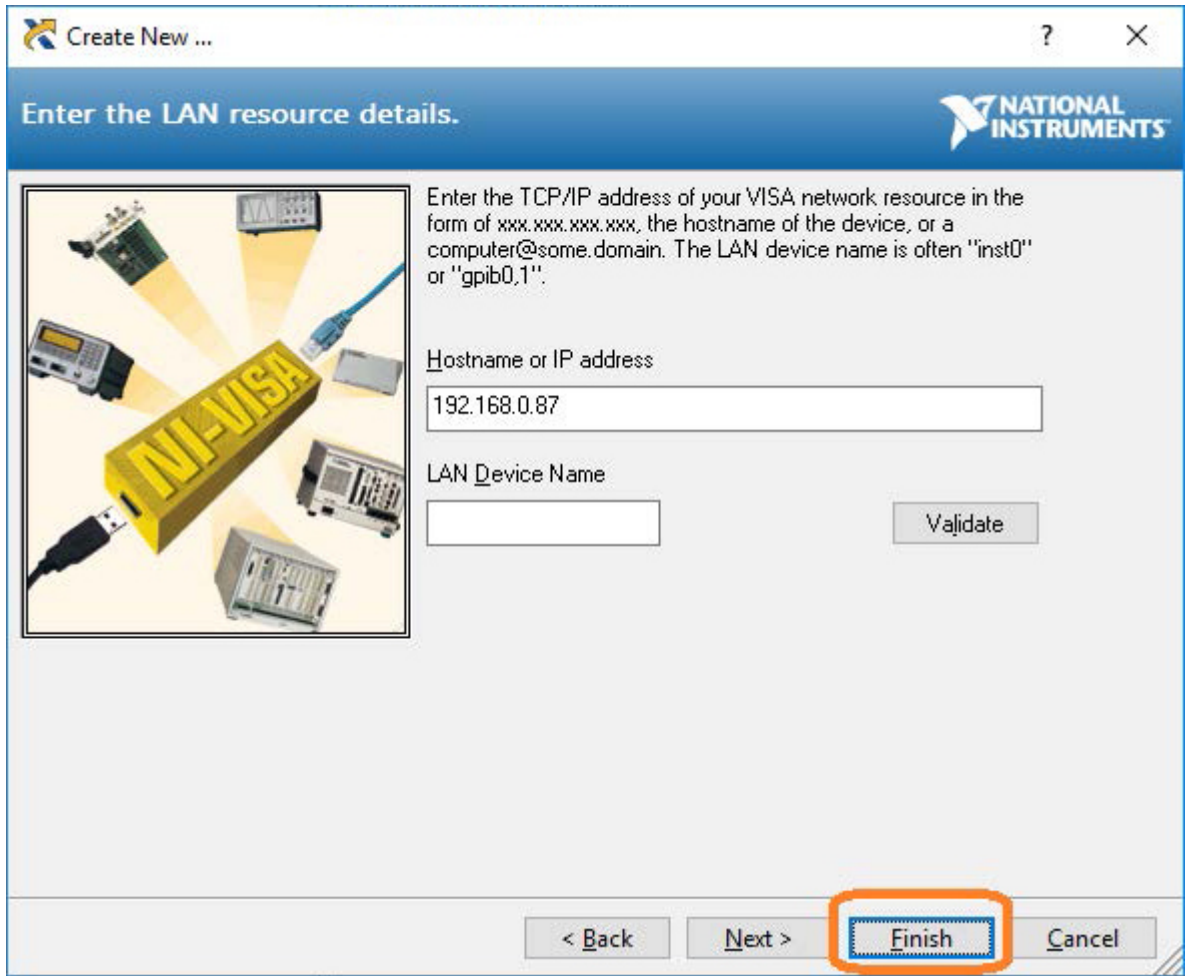 Create New ...
?
Enter the LAN resource details.
NATIONAL
INSTRUMENTS
Enter the TCP/IP address of your VISA network resource in the
form of xxx.xxx.xxx.xxx, the hostname of the device, or a
computer@some.domain. The LAN device name is often "inst0"
or "gpib0,1".
NI-VISA
Hostname or IP address
192.168.0.87
LAN Device Name
Validate
< Back
Next >
Finish
Cancel